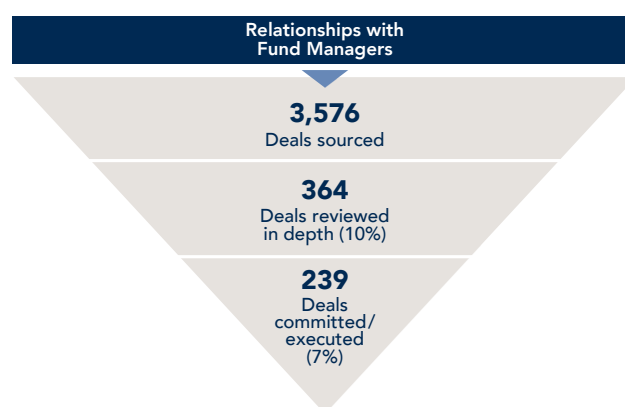 Relationships with
Fund Managers
3,576
Deals sourced
364
Deals reviewed
in depth (10%)
239
Deals
committed/
executed
(7%)